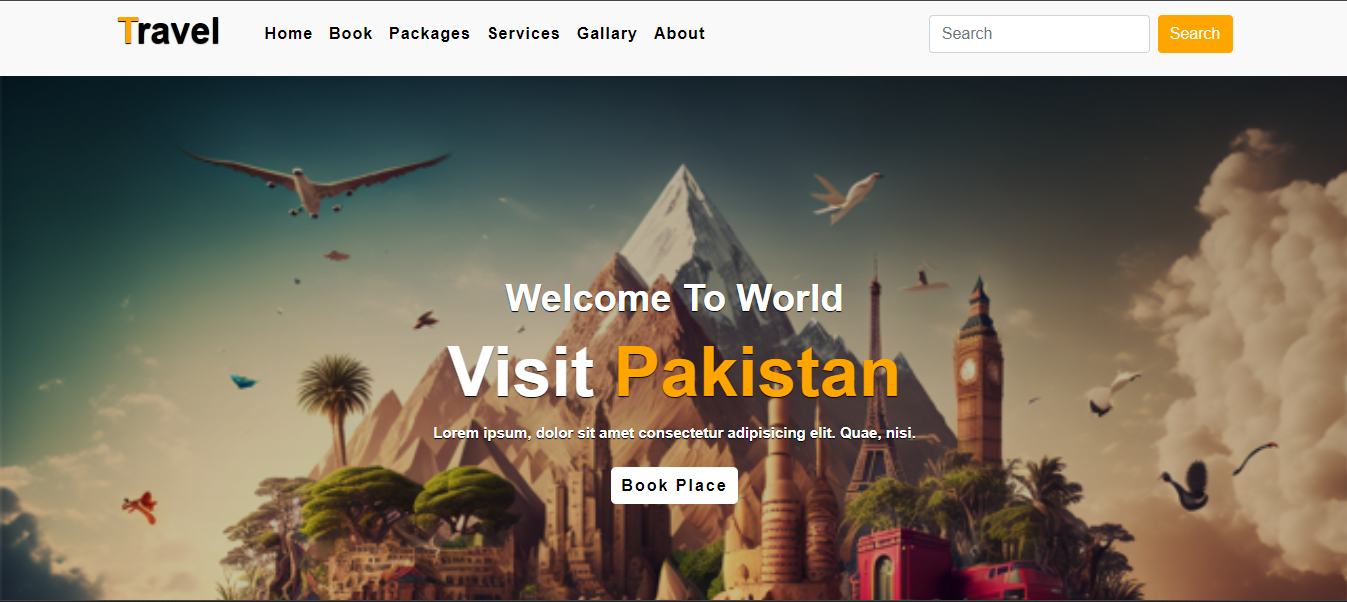 Travel Home Book Packages Services Gallary About Search Search
Welcome To World
Visit Pakistan
Lorem ipsum, dolor sit amet consectetur adipisicing elit. Quae, nisi.
Book Place